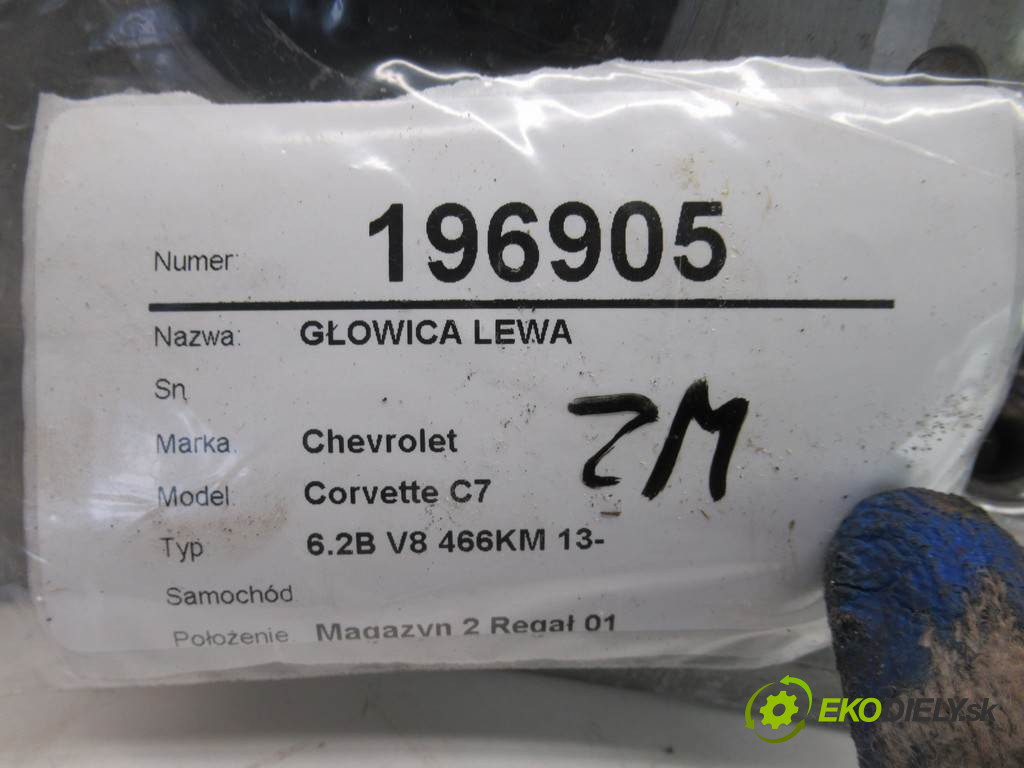 Numer: 196905
Nazwa: GŁOWICA LEWA
Sn
Marka. Chevrolet
Model: Corvette C7
Typ 6.2B V8 466KM 13-
Samochód
Położenie Magazyn 2 Regał 01
ZM
EKODIELY.sk